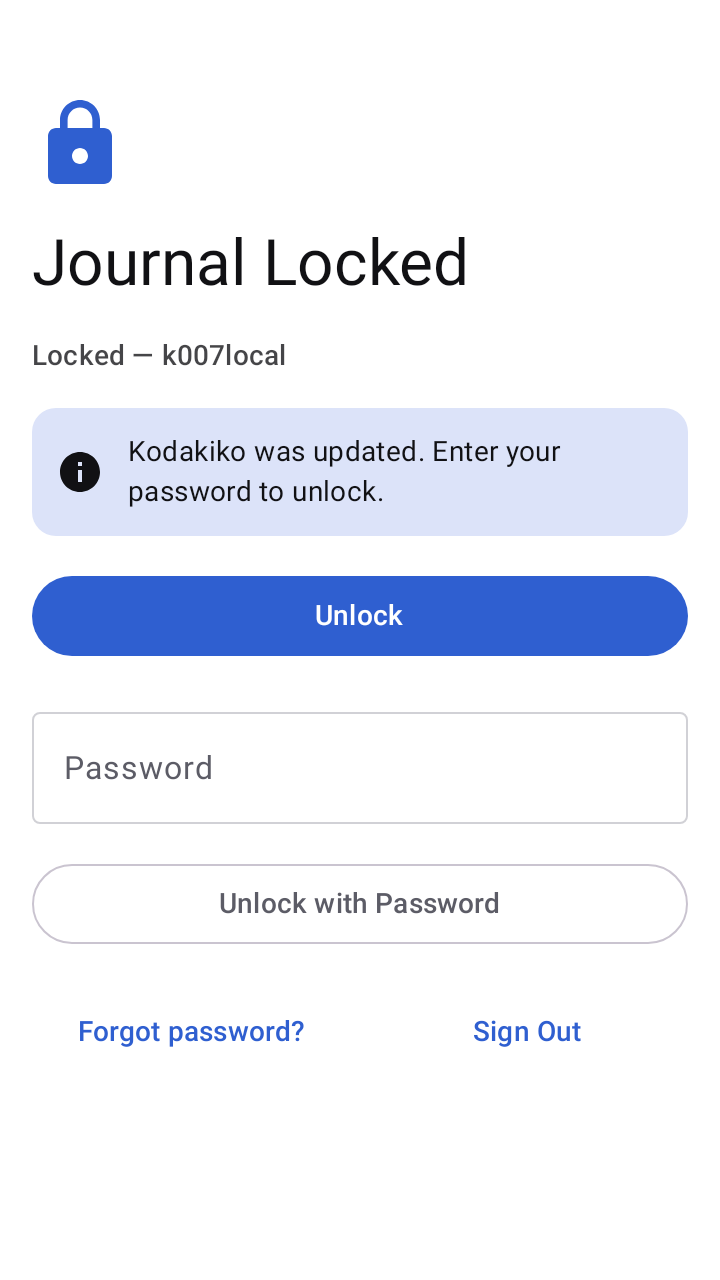 Journal Locked
Locked — k007local
Kodakiko was updated. Enter your
password to unlock.
Unlock
Password
Unlock with Password
Forgot password?
Sign Out